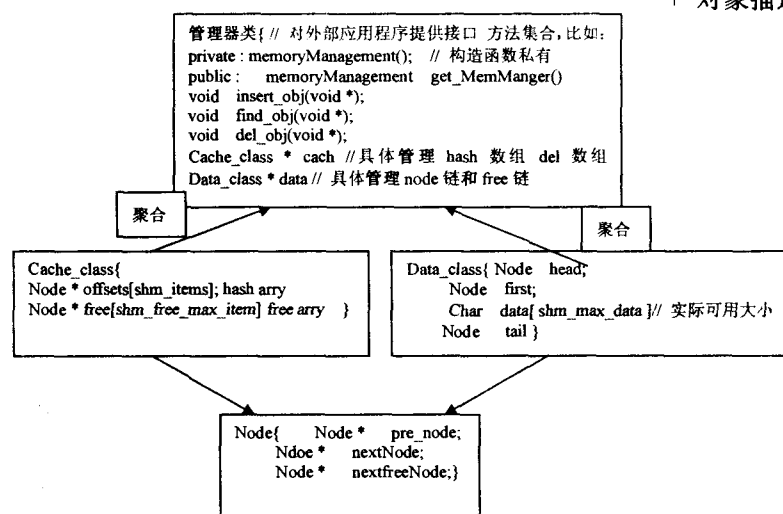 对象描述
管理器类{ // 对外部应用程序提供接口 方法集合,比如:
private : memoryManagement(); // 构造函数私有
public : memoryManagement get_MemManger()
void insert_obj(void *);
void find_obj(void *);
void del_obj(void *);
Cache_class * cach //具体管理 hash 数组 del 数组
Data_class * data // 具体管理 node 链和 free 链
聚合
聚合
Cache_class{
Node * offsets[shm_items]; hash arry
Node * free[shm_free_max_item] free arry }
Data_class{ Node head;
Node first;
Char data[ shm_max_data ]// 实际可用大小
Node tail }
Node{ Node * pre_node;
Ndoe * nextNode;
Node * nextfreeNode;}